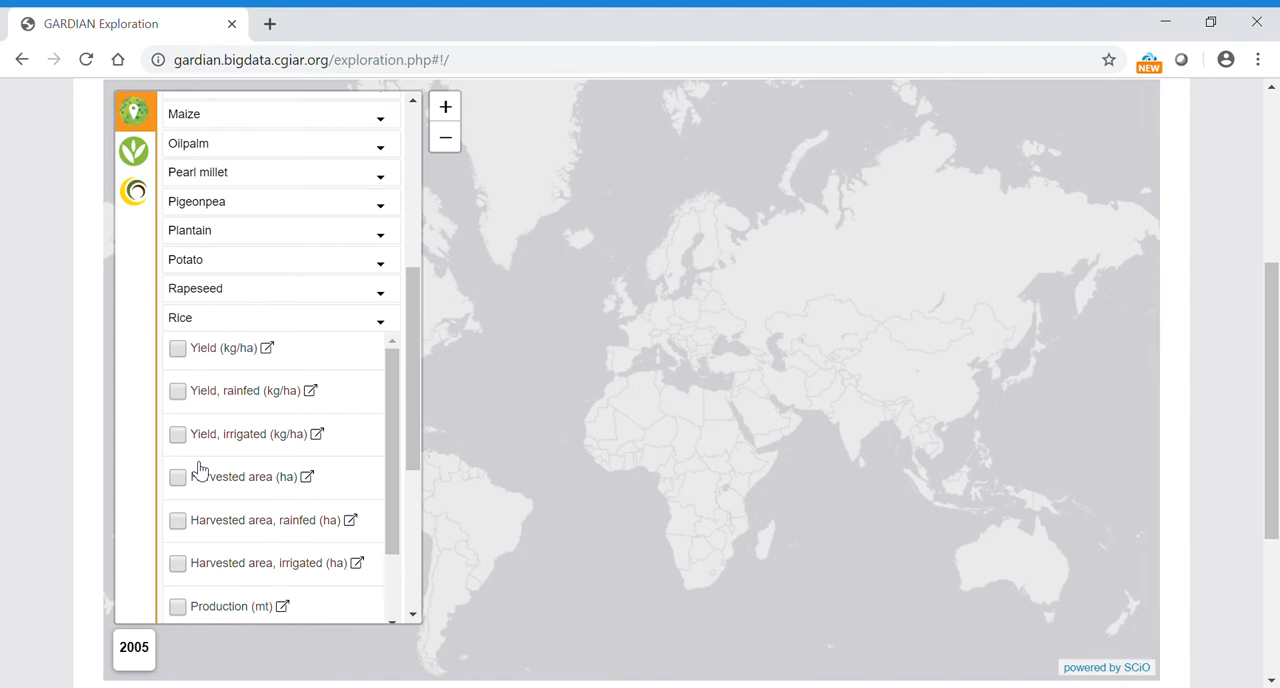 GARDIAN Exploration
gardian.bigdata.cgiar.org/exploration.php#!/
NEW
Maize
Oilpalm
Pearl millet
Pigeonpea
Plantain
Potato
Rapeseed
Rice
Yield (kg/ha)
Yield, rainfed (kg/ha)
Yield, irrigated (kg/ha)
Harvested area (ha)
Harvested area, rainfed (ha)
Harvested area, irrigated (ha)
Production (mt)
2005
powered by SCiO